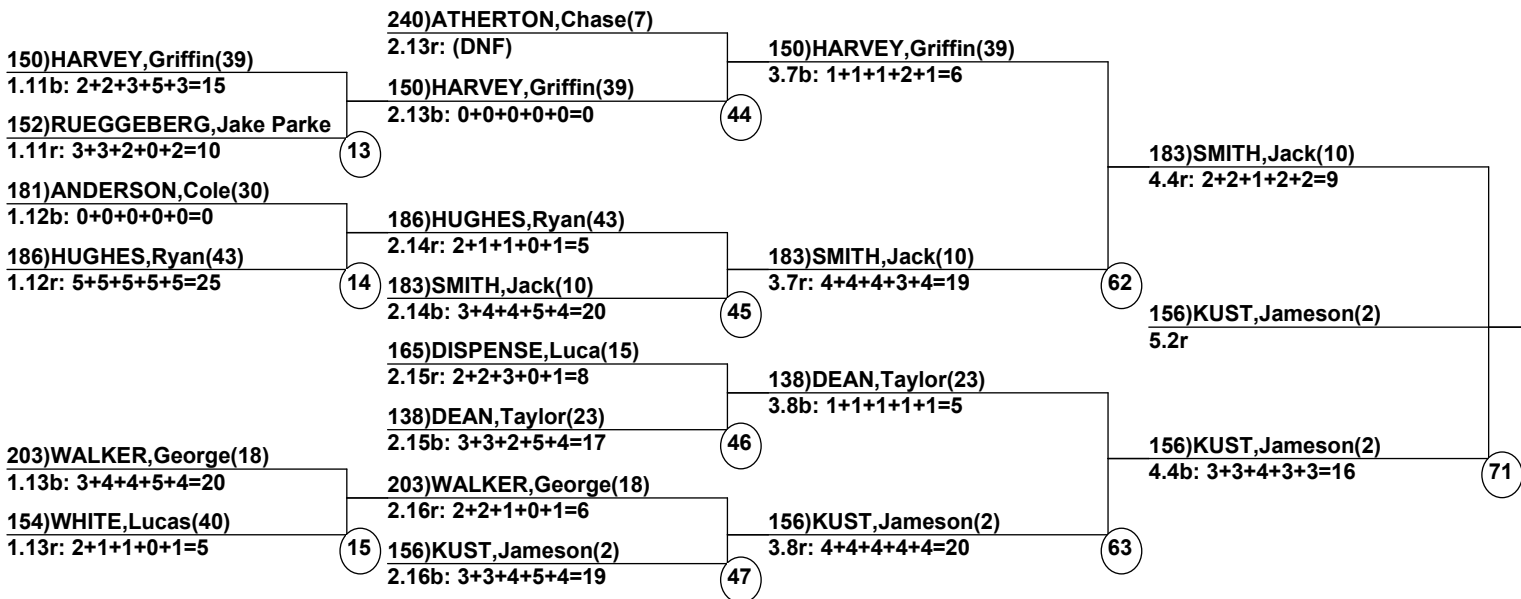 150)HARVEY,Griffin(39)
1.11b: 2+2+3+5+3=15
152)RUEGGEBERG,Jake Parke
1.11r: 3+3+2+0+2=10
13
181)ANDERSON,Cole(30)
1.12b: 0+0+0+0+0=0
186)HUGHES,Ryan(43)
1.12r: 5+5+5+5+5=25
14
203)WALKER,George(18)
1.13b: 3+4+4+5+4=20
154)WHITE,Lucas(40)
1.13r: 2+1+1+0+1=5
15
240)ATHERTON,Chase(7)
2.13r: (DNF)
150)HARVEY,Griffin(39)
2.13b: 0+0+0+0+0=0
44
186)HUGHES,Ryan(43)
2.14r: 2+1+1+0+1=5
183)SMITH,Jack(10)
2.14b: 3+4+4+5+4=20
45
165)DISPENSE,Luca(15)
2.15r: 2+2+3+0+1=8
138)DEAN,Taylor(23)
2.15b: 3+3+2+5+4=17
46
203)WALKER,George(18)
2.16r: 2+2+1+0+1=6
156)KUST,Jameson(2)
2.16b: 3+3+4+5+4=19
47
150)HARVEY,Griffin(39)
3.7b: 1+1+1+2+1=6
183)SMITH,Jack(10)
3.7r: 4+4+4+3+4=19
62
138)DEAN,Taylor(23)
3.8b: 1+1+1+1+1=5
156)KUST,Jameson(2)
3.8r: 4+4+4+4+4=20
63
183)SMITH,Jack(10)
4.4r: 2+2+1+2+2=9
156)KUST,Jameson(2)
5.2r
156)KUST,Jameson(2)
4.4b: 3+3+4+3+3=16
71